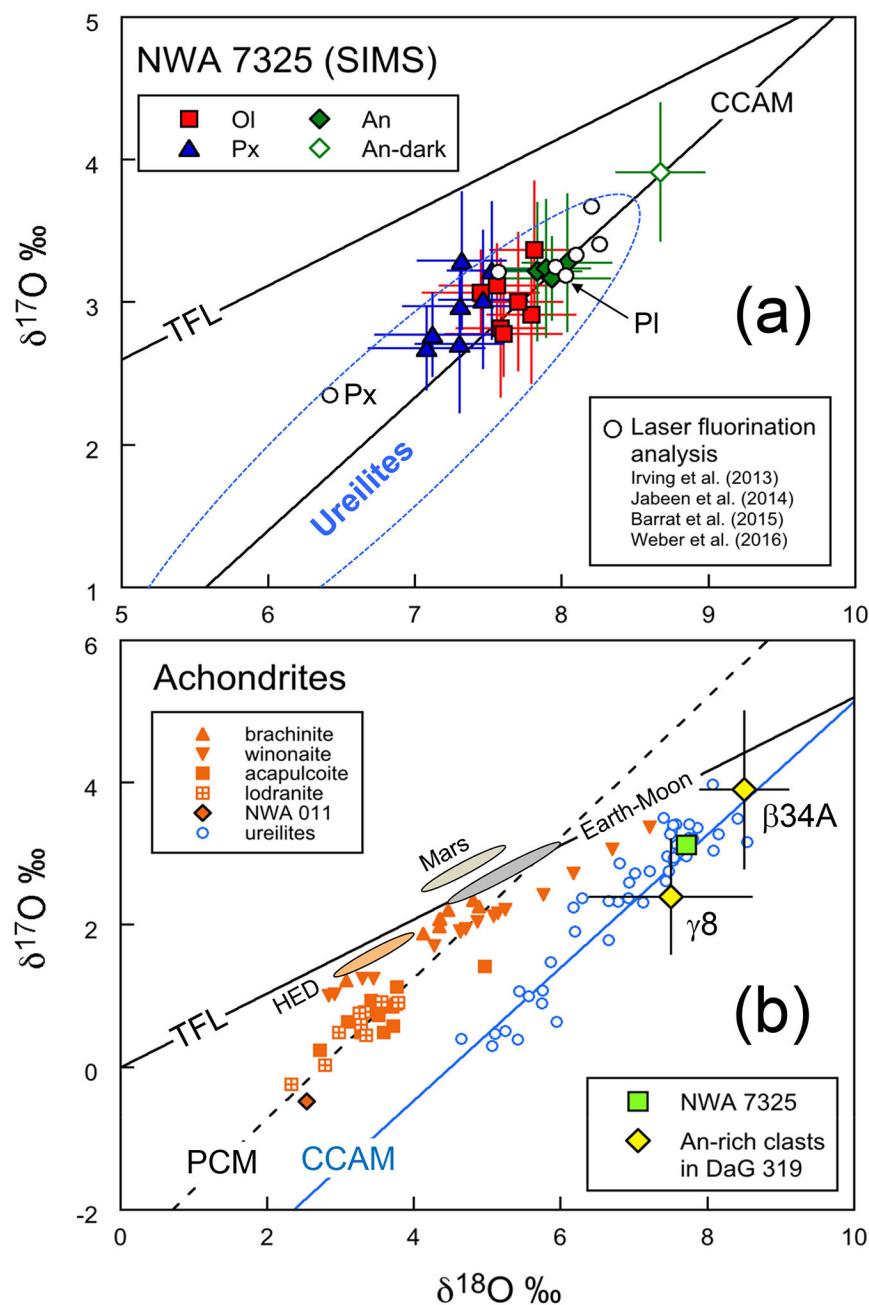 NWA 7325 (SIMS)
Ol
An
Px
An-dark
CCAM
TFL
Px
Pl
Ureilites
(a)
Laser fluorination
analysis
Irving et al. (2013)
Jabeen et al. (2014)
Barrat et al. (2015)
Weber et al. (2016)
δ17O ‰
5
4
3
2
1
5 6 7 8 9 10
Achondrites
brachinite
winonaite
acapulcoite
lodranite
NWA 011
ureilites
Mars
Earth-Moon
HED
TFL
PCM
CCAM
β34A
γ8
(b)
NWA 7325
An-rich clasts
in DaG 319
δ17O ‰
6
4
2
0
-2
0 2 4 6 8 10
δ18O ‰